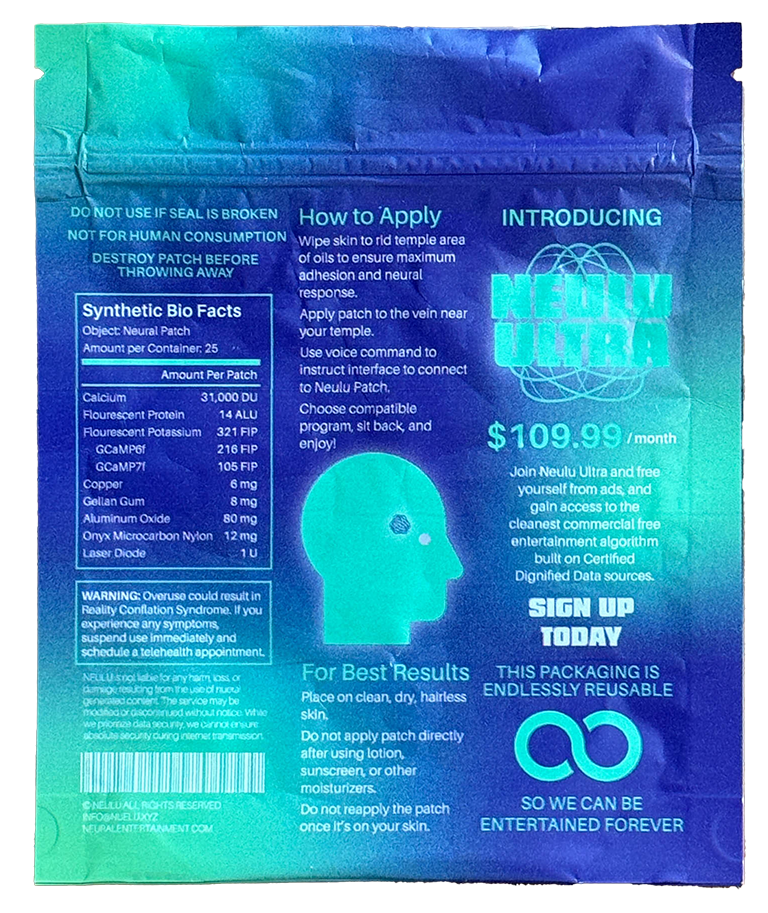 DO NOT USE IF SEAL IS BROKEN
NOT FOR HUMAN CONSUMPTION
DESTROY PATCH BEFORE
THROWING AWAY
Synthetic Bio Facts
Object: Neural Patch
Amount per Container: 25
Amount Per Patch
Calcium 31,000 DU
Flourescent Protein 14 ALU
Flourescent Potassium 321 FIP
GCaMP6f 216 FIP
GCaMP7f 105 FIP
Copper 6 mg
Gellan Gum 8 mg
Aluminum Oxide 80 mg
Onyx Microcarbon Nylon 12 mg
Laser Diode 1 U
WARNING: Overuse could result in
Reality Conflation Syndrome. If you
experience any symptoms,
suspend use immediately and
schedule a telehealth appointment.
NEULU is not liable for any harm, loss, or
damage resulting from the use of nueral
generated consent. The service may be
modified or discontinued without notice. While
we prioritize data security, we cannot ensure
absolute security during internet transmission.
© NEULU ALL RIGHTS RESERVED
INFO@NUELU.XYZ
NEURALENTERTAINMENT.COM
How to Apply
Wipe skin to rid temple area
of oils to ensure maximum
adhesion and neural
response.
Apply patch to the vein near
your temple.
Use voice command to
instruct interface to connect
to Neulu Patch.
Choose compatible
program, sit back, and
enjoy!
For Best Results
Place on clean, dry, hairless
skin.
Do not apply patch directly
after using lotion,
sunscreen, or other
moisturizers.
Do not reapply the patch
once it's on your skin.
INTRODUCING
NEULU
ULTRA
$109.99 / month
Join Neulu Ultra and free
yourself from ads, and
gain access to the
cleanest commercial free
entertainment algorithm
built on Certified
Dignified Data sources.
SIGN UP
TODAY
THIS PACKAGING IS
ENDLESSLY REUSABLE
SO WE CAN BE
ENTERTAINED FOREVER